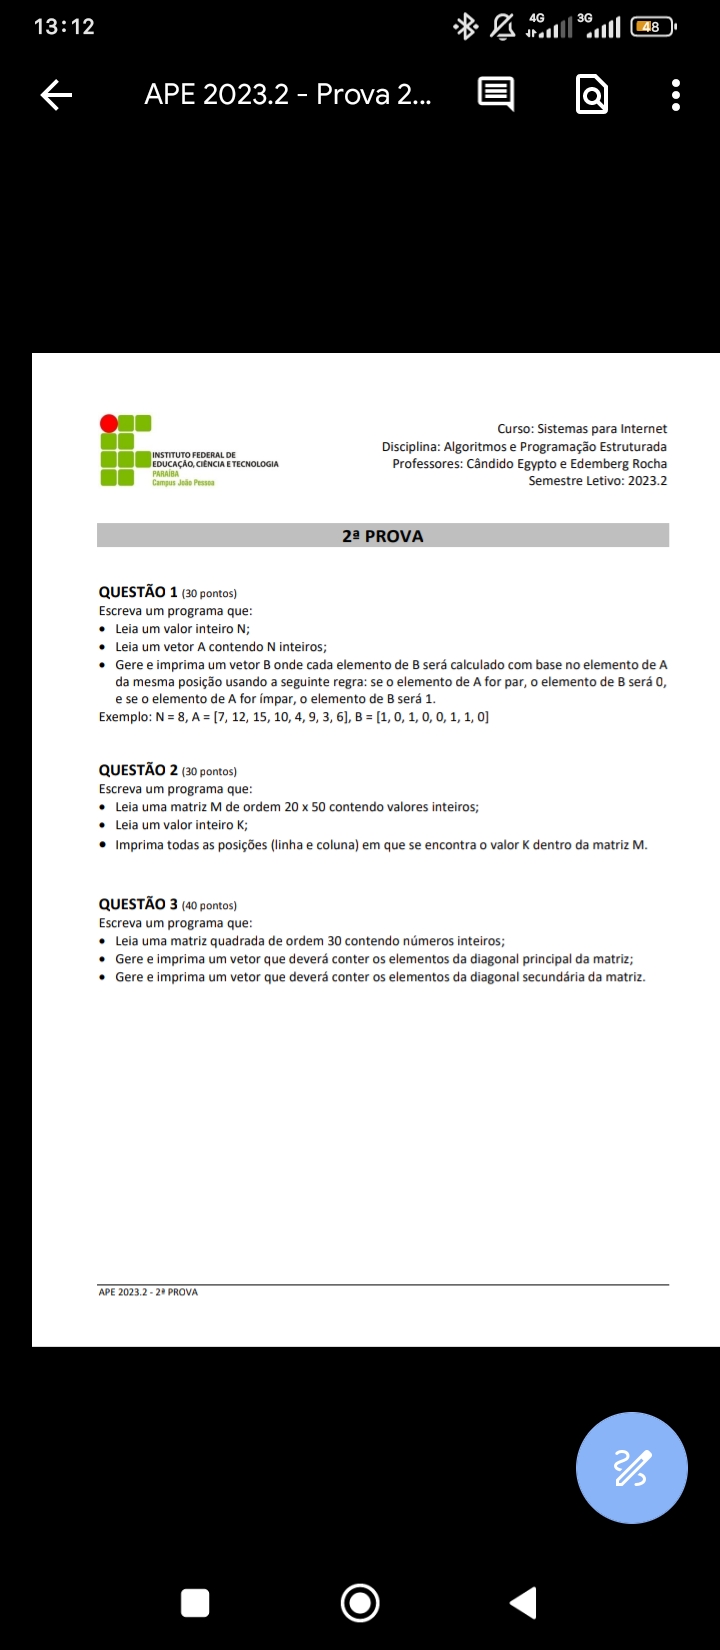 13:12
4G 3G 48
APE 2023.2 - Prova 2...
INSTITUTO FEDERAL DE
EDUCAÇÃO, CIÊNCIA E TECNOLOGIA
PARAÍBA
Campus João Pessoa
Curso: Sistemas para Internet
Disciplina: Algoritmos e Programação Estruturada
Professores: Cândido Egypto e Edemberg Rocha
Semestre Letivo: 2023.2
2ª PROVA
QUESTÃO 1 (30 pontos)
Escreva um programa que:
• Leia um valor inteiro N;
• Leia um vetor A contendo N inteiros;
• Gere e imprima um vetor B onde cada elemento de B será calculado com base no elemento de A
da mesma posição usando a seguinte regra: se o elemento de A for par, o elemento de B será 0,
e se o elemento de A for ímpar, o elemento de B será 1.
Exemplo: N = 8, A = [7, 12, 15, 10, 4, 9, 3, 6], B = [1, 0, 1, 0, 0, 1, 1, 0]
QUESTÃO 2 (30 pontos)
Escreva um programa que:
• Leia uma matriz M de ordem 20 x 50 contendo valores inteiros;
• Leia um valor inteiro K;
• Imprima todas as posições (linha e coluna) em que se encontra o valor K dentro da matriz M.
QUESTÃO 3 (40 pontos)
Escreva um programa que:
• Leia uma matriz quadrada de ordem 30 contendo números inteiros;
• Gere e imprima um vetor que deverá conter os elementos da diagonal principal da matriz;
• Gere e imprima um vetor que deverá conter os elementos da diagonal secundária da matriz.
APE 2023.2 - 2ª PROVA